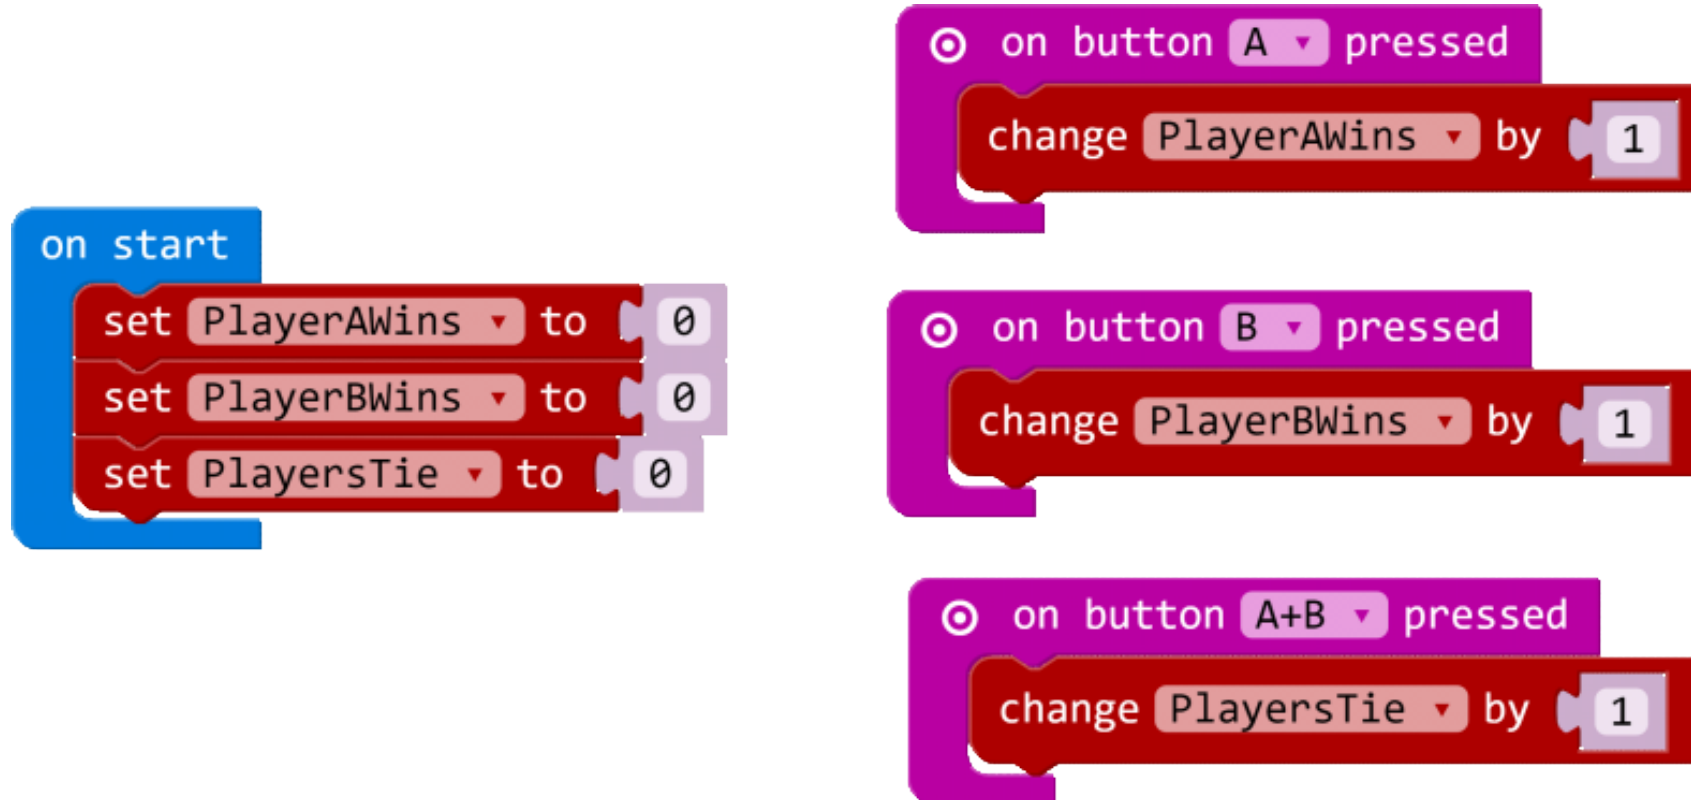 on start
set PlayerAWins to 0
set PlayerBWins to 0
set PlayersTie to 0
on button A pressed
change PlayerAWins by 1
on button B pressed
change PlayerBWins by 1
on button A+B pressed
change PlayersTie by 1